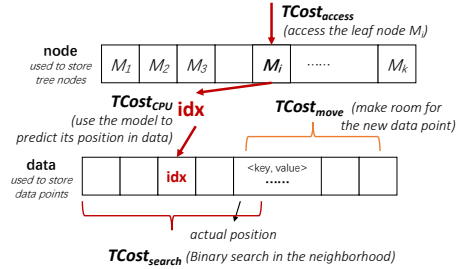 TCost_access
(access the leaf node M_i)
node
used to store
tree nodes
M_1 M_2 M_3 M_i ...... M_k
TCost_CPU idx
(use the model to
predict its position in data)
TCost_move (make room for
the new data point)
data
used to store
data points
idx
<key, value>
......
actual position
TCost_search (Binary search in the neighborhood)